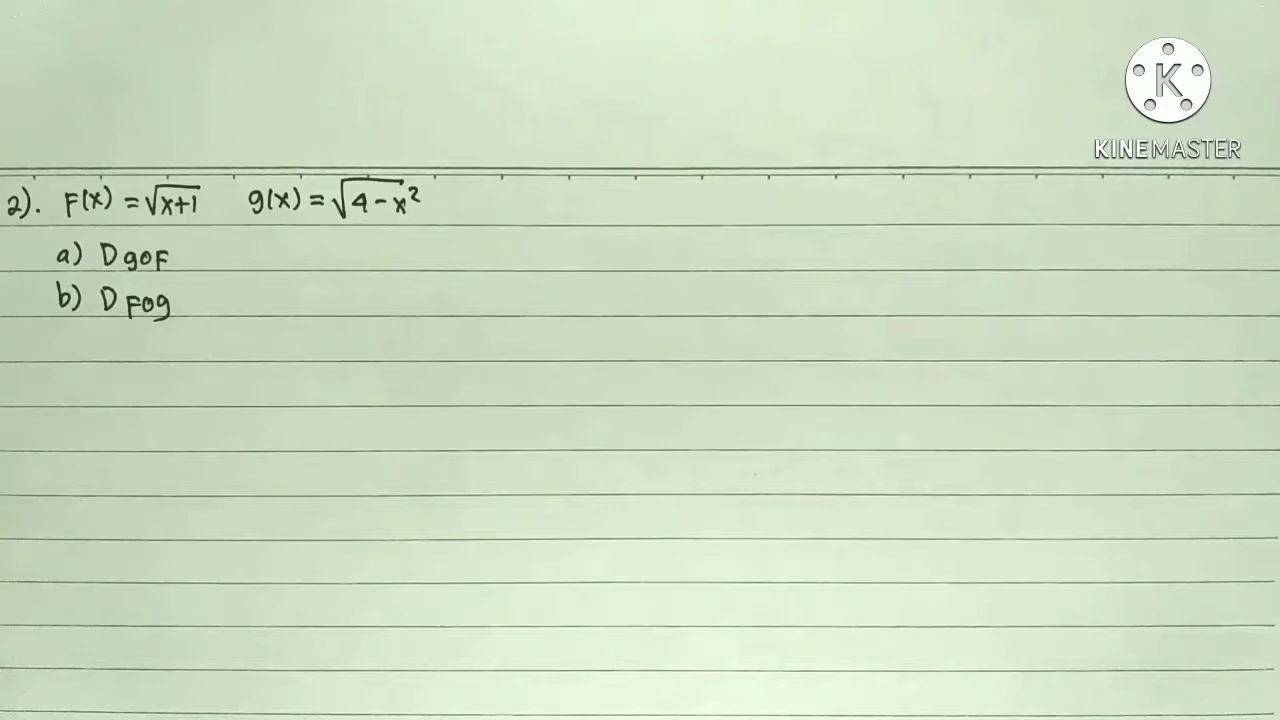 KINEMASTER
2). F(x) = √x+1 g(x) = √4-x²
a) D gof
b) D fog